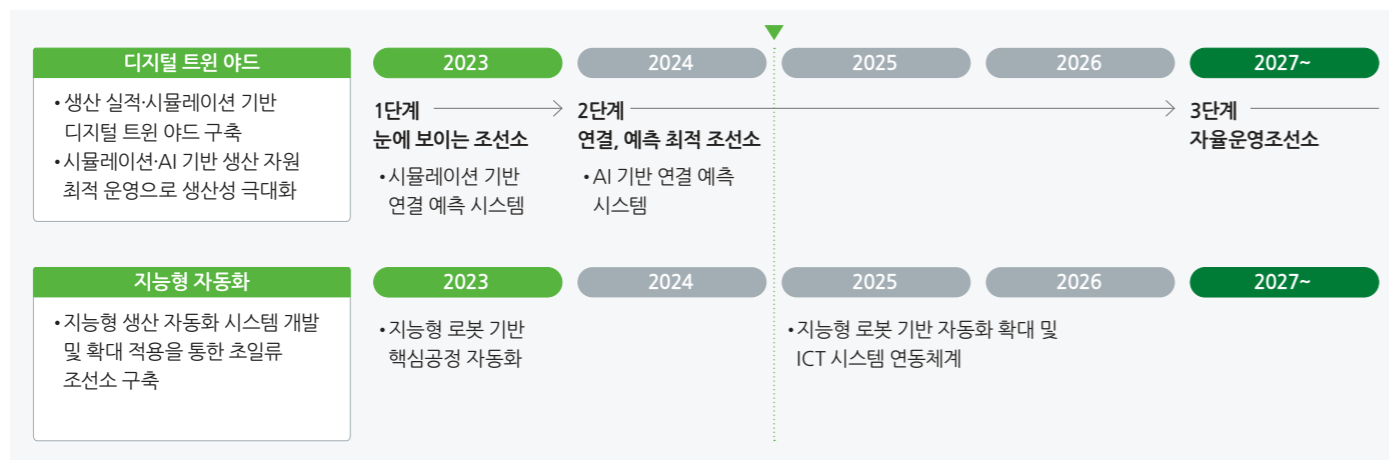 디지털 트윈 야드
• 생산 실적·시뮬레이션 기반
디지털 트윈 야드 구축
• 시뮬레이션·AI 기반 생산 자원
최적 운영으로 생산성 극대화
2023
2024
2025
2026
2027~
1단계
눈에 보이는 조선소
• 시뮬레이션 기반
연결 예측 시스템
2단계
연결, 예측 최적 조선소
• AI 기반 연결 예측
시스템
3단계
자율운영조선소
지능형 자동화
• 지능형 생산 자동화 시스템 개발
및 확대 적용을 통한 초일류
조선소 구축
2023
2024
2025
2026
2027~
• 지능형 로봇 기반
핵심공정 자동화
• 지능형 로봇 기반 자동화 확대 및
ICT 시스템 연동체계